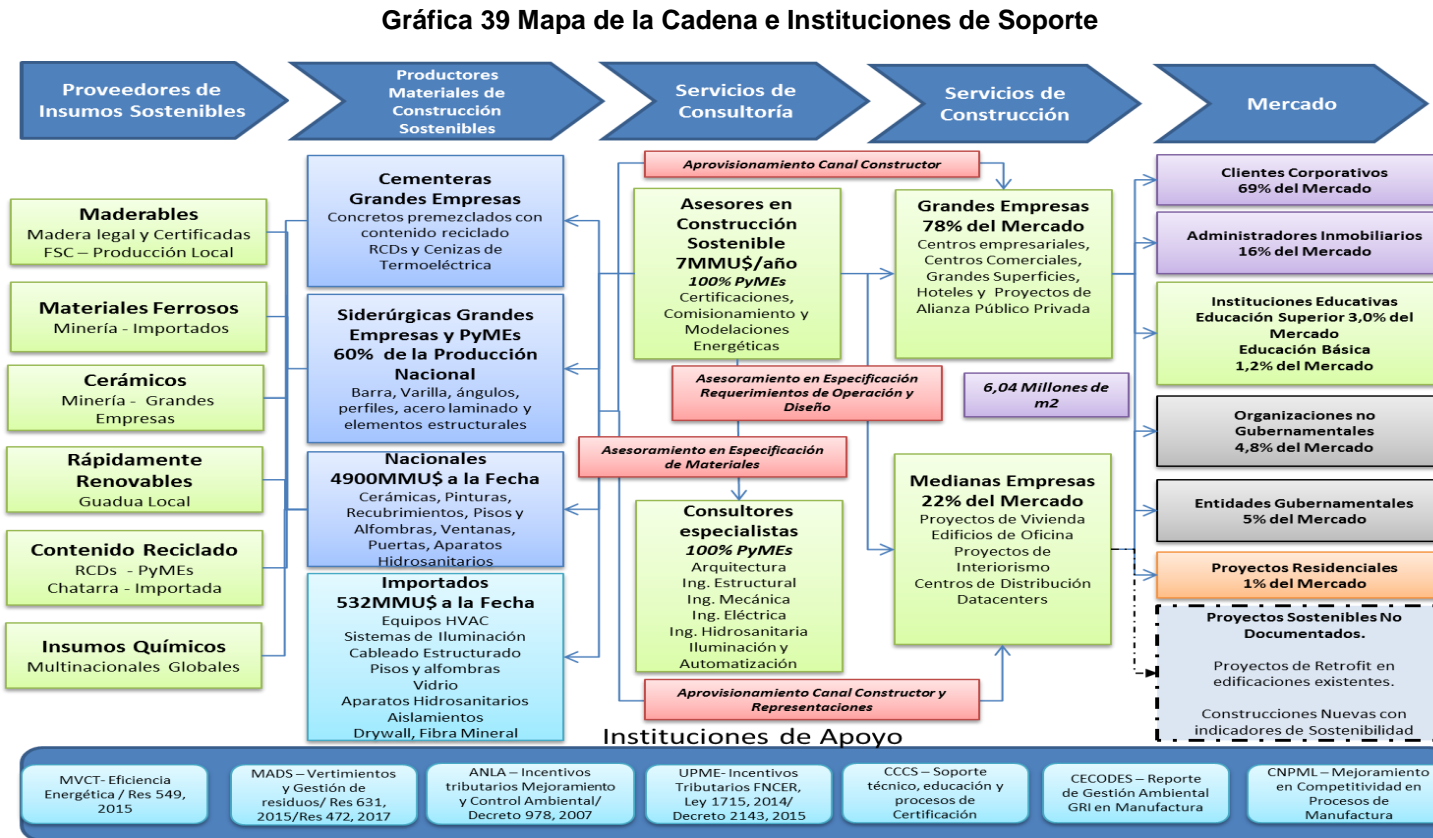 Gráfica 39 Mapa de la Cadena e Instituciones de Soporte
Proveedores de
Insumos Sostenibles
Productores
Materiales de
Construcción
Sostenibles
Servicios de
Consultoría
Servicios de
Construcción
Mercado
Maderables
Madera legal y Certificadas
FSC – Producción Local
Materiales Ferrosos
Minería - Importados
Cerámicos
Minería - Grandes
Empresas
Rápidamente
Renovables
Guadua Local
Contenido Reciclado
RCDs - PyMEs
Chatarra - Importada
Insumos Químicos
Multinacionales Globales
Cementeras
Grandes Empresas
Concretos premezclados con
contenido reciclado
RCDs y Cenizas de
Termoeléctrica
Siderúrgicas Grandes
Empresas y PyMEs
60% de la Producción
Nacional
Barra, Varilla, ángulos,
perfiles, acero laminado y
elementos estructurales
Nacionales
4900MMU$ a la Fecha
Cerámicas, Pinturas,
Recubrimientos, Pisos y
Alfombras, Ventanas,
Puertas, Aparatos
Hidrosanitarios
Importados
532MMU$ a la Fecha
Equipos HVAC
Sistemas de Iluminación
Cableado Estructurado
Pisos y alfombras
Vidrio
Aparatos Hidrosanitarios
Aislamientos
Drywall, Fibra Mineral
Aprovisionamiento Canal Constructor
Asesores en
Construcción
Sostenible
7MMU$/año
100% PyMEs
Certificaciones,
Comisionamiento y
Modelaciones
Energéticas
Asesoramiento en Especificación
Requerimientos de Operación y
Diseño
Asesoramiento en Especificación
de Materiales
Consultores
especialistas
100% PyMEs
Arquitectura
Ing. Estructural
Ing. Mecánica
Ing. Eléctrica
Ing. Hidrosanitaria
Iluminación y
Automatización
Aprovisionamiento Canal Constructor y
Representaciones
Grandes Empresas
78% del Mercado
Centros empresariales,
Centros Comerciales,
Grandes Superficies,
Hoteles y Proyectos de
Alianza Público Privada
6,04 Millones de
m2
Medianas Empresas
22% del Mercado
Proyectos de Vivienda
Edificios de Oficina
Proyectos de
Interiorismo
Centros de Distribución
Datacenters
Clientes Corporativos
69% del Mercado
Administradores Inmobiliarios
16% del Mercado
Instituciones Educativas
Educación Superior 3,0% del
Mercado
Educación Básica
1,2% del Mercado
Organizaciones no
Gubernamentales
4,8% del Mercado
Entidades Gubernamentales
5% del Mercado
Proyectos Residenciales
1% del Mercado
Proyectos Sostenibles No
Documentados.
Proyectos de Retrofit en
edificaciones existentes.
Construcciones Nuevas con
indicadores de Sostenibilidad
Instituciones de Apoyo
MVCT- Eficiencia
Energética / Res 549,
2015
MADS – Vertimientos
y Gestión de
residuos/ Res 631,
2015/Res 472, 2017
ANLA – Incentivos
tributarios Mejoramiento
y Control Ambiental/
Decreto 978, 2007
UPME- Incentivos
Tributarios FNCER,
Ley 1715, 2014/
Decreto 2143, 2015
CCCS – Soporte
técnico, educación y
procesos de
Certificación
CECODES – Reporte
de Gestión Ambiental
GRI en Manufactura
CNPML – Mejoramiento
en Competitividad en
Procesos de
Manufactura